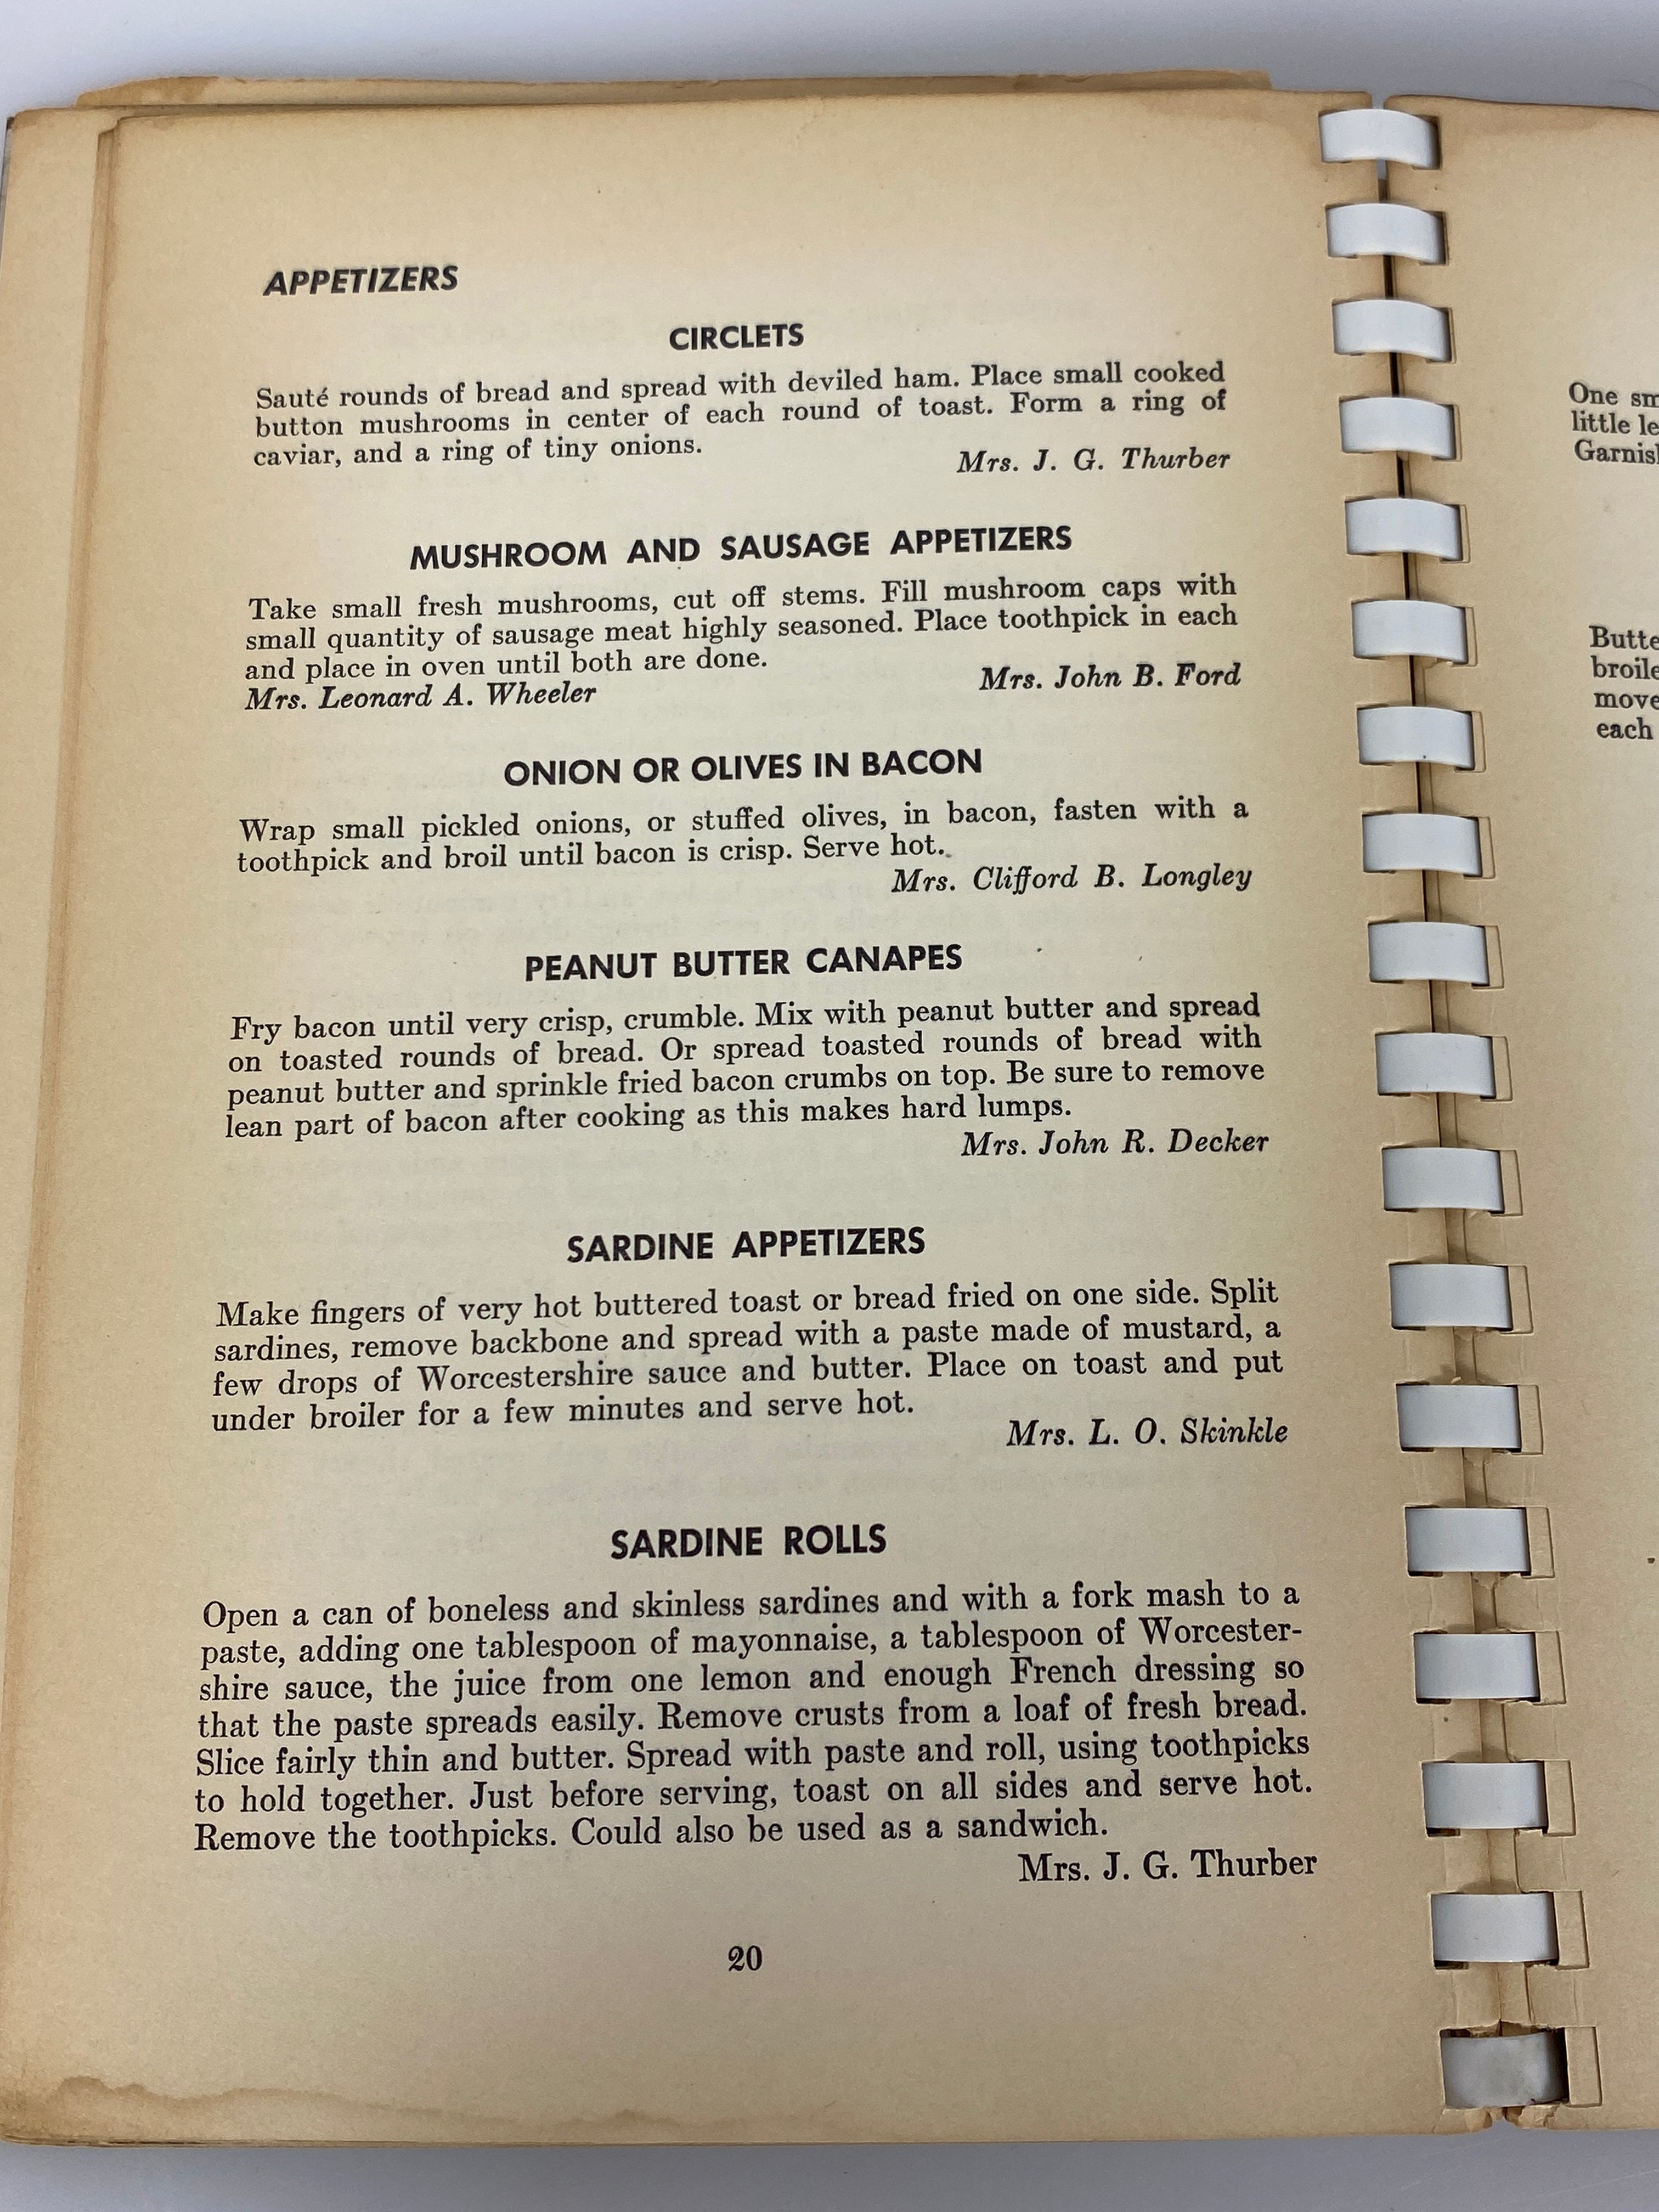 APPETIZERS
CIRCLETS
Sauté rounds of bread and spread with deviled ham. Place small cooked
button mushrooms in center of each round of toast. Form a ring of
caviar, and a ring of tiny onions.
Mrs. J. G. Thurber
MUSHROOM AND SAUSAGE APPETIZERS
Take small fresh mushrooms, cut off stems. Fill mushroom caps with
small quantity of sausage meat highly seasoned. Place toothpick in each
and place in oven until both are done.
Mrs. John B. Ford
Mrs. Leonard A. Wheeler
ONION OR OLIVES IN BACON
Wrap small pickled onions, or stuffed olives, in bacon, fasten with a
toothpick and broil until bacon is crisp. Serve hot.
Mrs. Clifford B. Longley
PEANUT BUTTER CANAPES
Fry bacon until very crisp, crumble. Mix with peanut butter and spread
on toasted rounds of bread. Or spread toasted rounds of bread with
peanut butter and sprinkle fried bacon crumbs on top. Be sure to remove
lean part of bacon after cooking as this makes hard lumps.
Mrs. John R. Decker
SARDINE APPETIZERS
Make fingers of very hot buttered toast or bread fried on one side. Split
sardines, remove backbone and spread with a paste made of mustard, a
few drops of Worcestershire sauce and butter. Place on toast and put
under broiler for a few minutes and serve hot.
Mrs. L. O. Skinkle
SARDINE ROLLS
Open a can of boneless and skinless sardines and with a fork mash to a
paste, adding one tablespoon of mayonnaise, a tablespoon of Worcester-
shire sauce, the juice from one lemon and enough French dressing so
that the paste spreads easily. Remove crusts from a loaf of fresh bread.
Slice fairly thin and butter. Spread with paste and roll, using toothpicks
to hold together. Just before serving, toast on all sides and serve hot.
Remove the toothpicks. Could also be used as a sandwich.
Mrs. J. G. Thurber
20
One
little
each